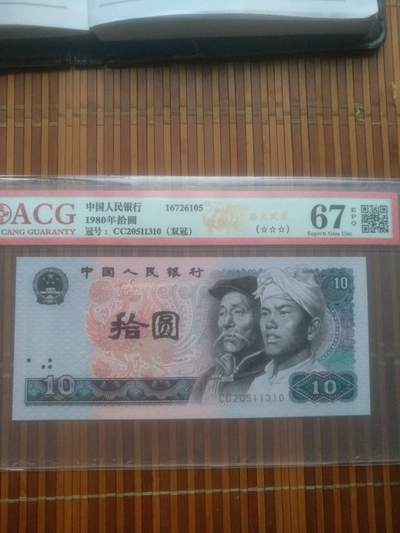 ACG
CANG GUARANTY
中国人民银行 16726105
1980年拾圆
冠号：CC20511310（双冠）
(☆☆☆)
67 EPQ
Superb Gem Unc
中国人民银行
10
拾圆
10
10
CC20511310